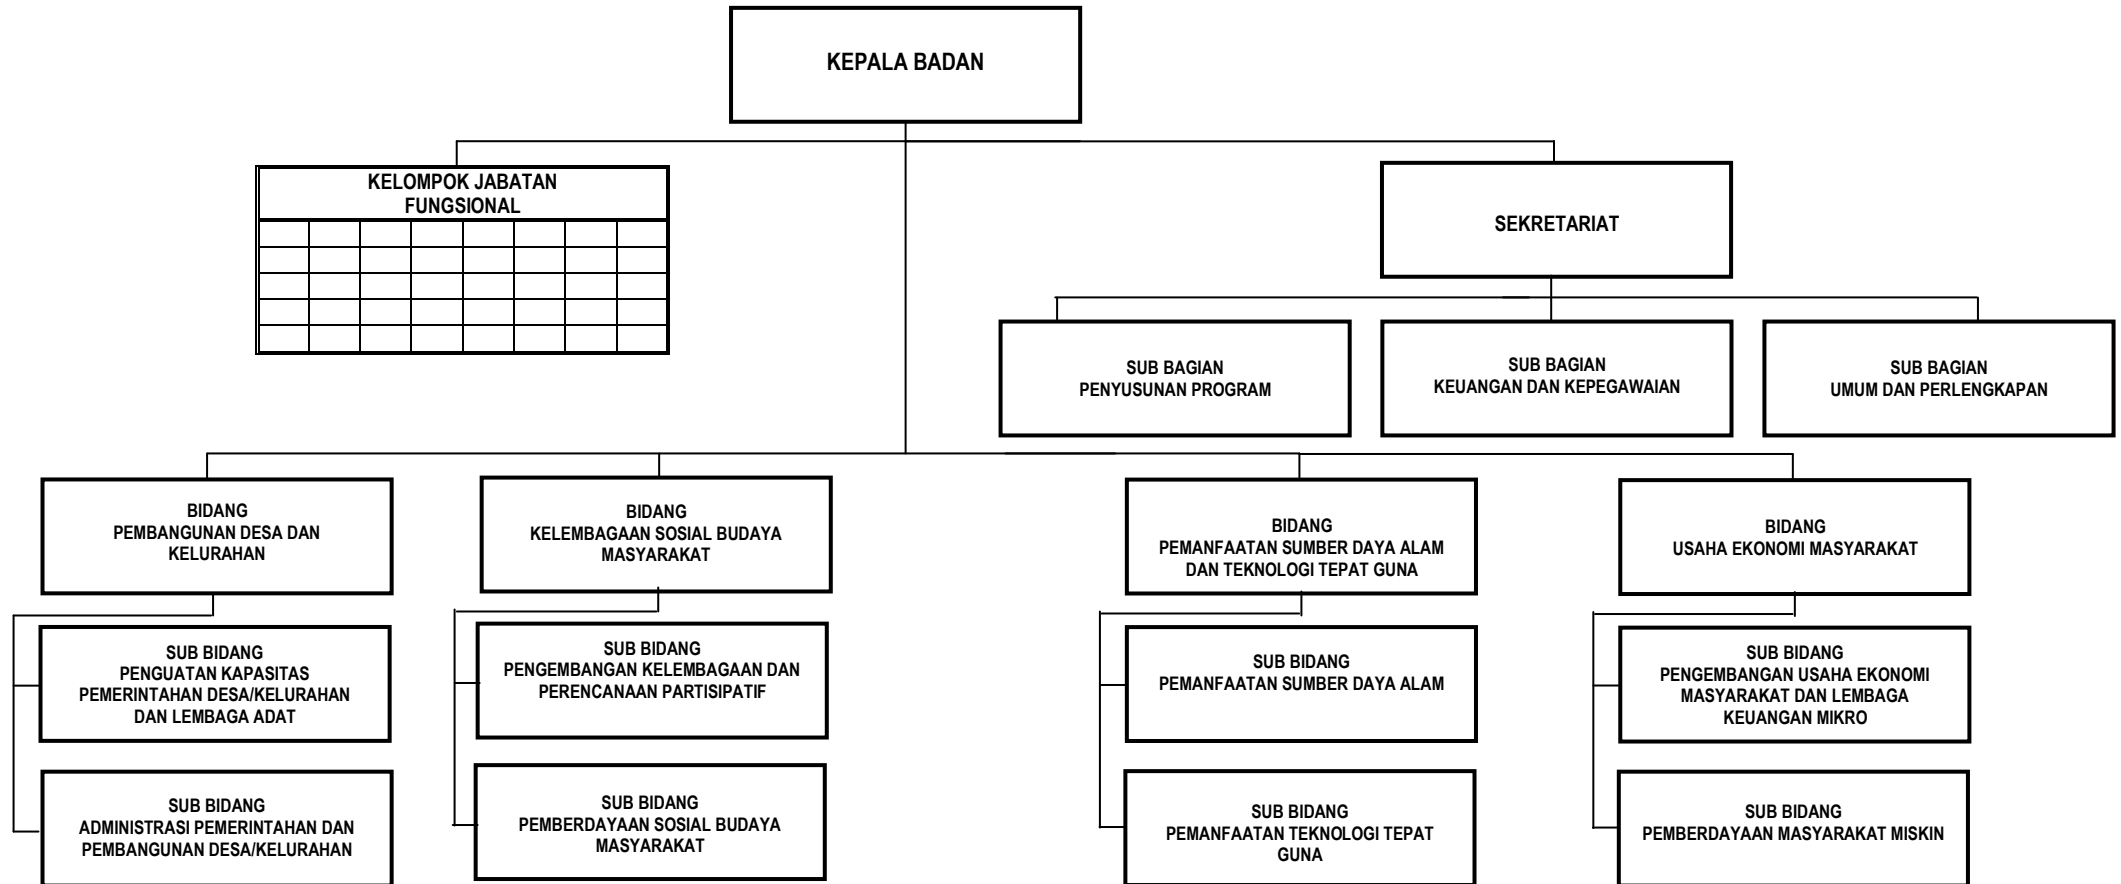 KEPALA BADAN
KELOMPOK JABATAN
FUNGSIONAL
SEKRETARIAT
SUB BAGIAN
PENYUSUNAN PROGRAM
SUB BAGIAN
KEUANGAN DAN KEPEGAWAIAN
SUB BAGIAN
UMUM DAN PERLENGKAPAN
BIDANG
PEMBANGUNAN DESA DAN
KELURAHAN
BIDANG
KELEMBAGAAN SOSIAL BUDAYA
MASYARAKAT
BIDANG
PEMANFAATAN SUMBER DAYA ALAM
DAN TEKNOLOGI TEPAT GUNA
BIDANG
USAHA EKONOMI MASYARAKAT
SUB BIDANG
PENGUATAN KAPASITAS
PEMERINTAHAN DESA/KELURAHAN
DAN LEMBAGA ADAT
SUB BIDANG
PENGEMBANGAN KELEMBAGAAN DAN
PERENCANAAN PARTISIPATIF
SUB BIDANG
PEMANFAATAN SUMBER DAYA ALAM
SUB BIDANG
PENGEMBANGAN USAHA EKONOMI
MASYARAKAT DAN LEMBAGA
KEUANGAN MIKRO
SUB BIDANG
ADMINISTRASI PEMERINTAHAN DAN
PEMBANGUNAN DESA/KELURAHAN
SUB BIDANG
PEMBERDAYAAN SOSIAL BUDAYA
MASYARAKAT
SUB BIDANG
PEMANFAATAN TEKNOLOGI TEPAT
GUNA
SUB BIDANG
PEMBERDAYAAN MASYARAKAT MISKIN